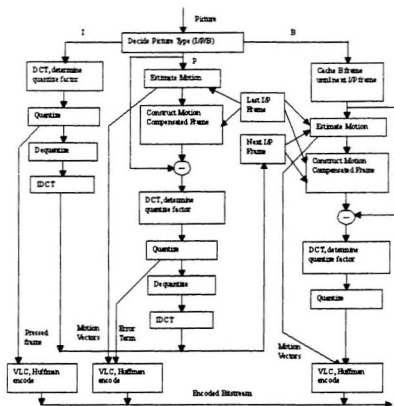 Picture
I
Decide Picture Type (I/P/B)
B
P
DCT, determine
quantize factor
Quantize
Dequantize
IDCT
Estimate Motion
Construct Motion
Compensated Frame
Last I/P
Frame
Next I/P
Frame
Cache B frame
until next I/P frame
Estimate Motion
Construct Motion
Compensated Frame
DCT, determine
quantize factor
Quantize
Dequantize
IDCT
DCT, determine
quantize factor
Quantize
Pressed
frame
Motion
Vectors
Error
Term
Motion
Vectors
VLC, Huffman
encode
VLC, Huffman
encode
VLC, Huffman
encode
Encoded Bitstream